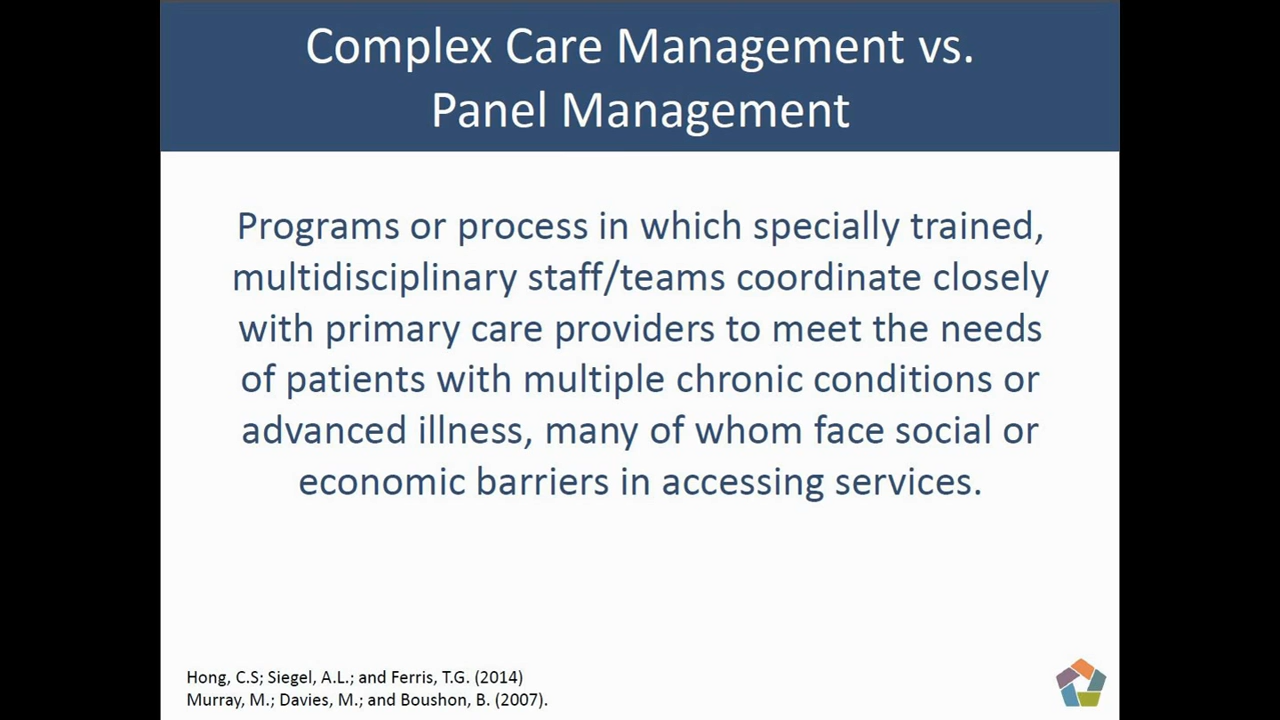 Complex Care Management vs.
Panel Management
Programs or process in which specially trained,
multidisciplinary staff/teams coordinate closely
with primary care providers to meet the needs
of patients with multiple chronic conditions or
advanced illness, many of whom face social or
economic barriers in accessing services.
Hong, C.S; Siegel, A.L.; and Ferris, T.G. (2014)
Murray, M.; Davies, M.; and Boushon, B. (2007).